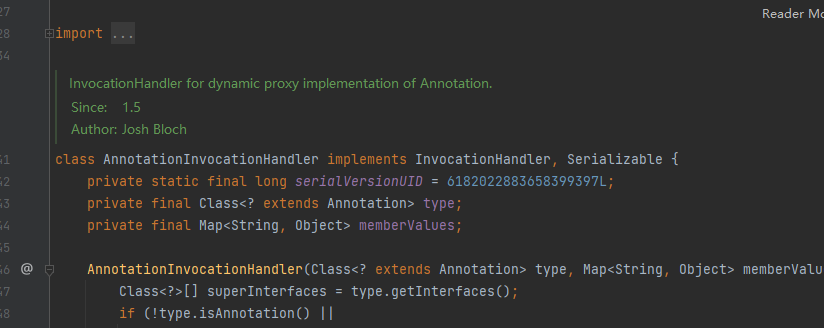 27
Reader Mo
28 import ...
34
InvocationHandler for dynamic proxy implementation of Annotation.
Since: 1.5
Author: Josh Bloch
41 class AnnotationInvocationHandler implements InvocationHandler, Serializable {
42 private static final long serialVersionUID = 6182022883658399397L;
43 private final Class<? extends Annotation> type;
44 private final Map<String, Object> memberValues;
45
46 @ AnnotationInvocationHandler(Class<? extends Annotation> type, Map<String, Object> memberValu
47 Class<?>[] superInterfaces = type.getInterfaces();
48 if (!type.isAnnotation() ||